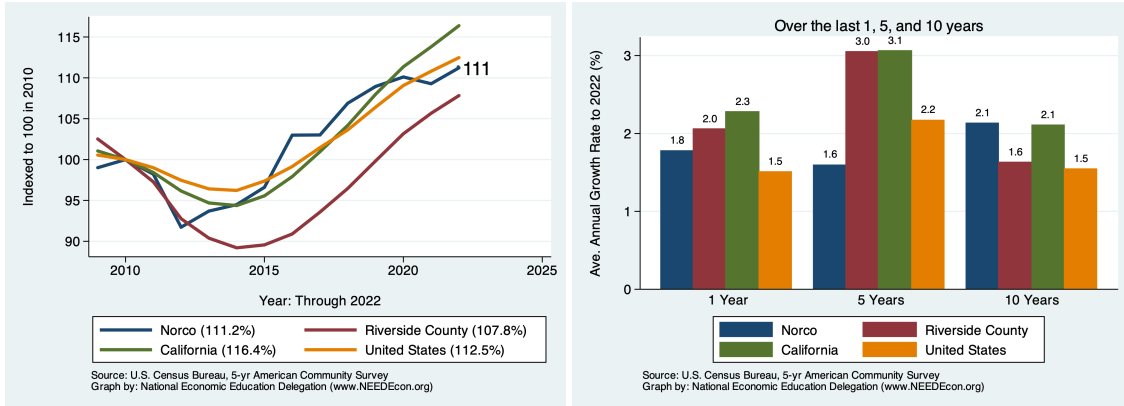 Indexed to 100 in 2010
115
110
105
100
95
90
111
2010 2015 2020 2025
Year: Through 2022
Norco (111.2%) Riverside County (107.8%)
California (116.4%) United States (112.5%)
Source: U.S. Census Bureau, 5-yr American Community Survey
Graph by: National Economic Education Delegation (www.NEEDEcon.org)
Over the last 1, 5, and 10 years
Ave. Annual Growth Rate to 2022 (%)
3
2
1
0
1.8 2.0 2.3 1.5
1.6 3.0 3.1 2.2
2.1 1.6 2.1 1.5
1 Year 5 Years 10 Years
Norco Riverside County
California United States
Source: U.S. Census Bureau, 5-yr American Community Survey
Graph by: National Economic Education Delegation (www.NEEDEcon.org)